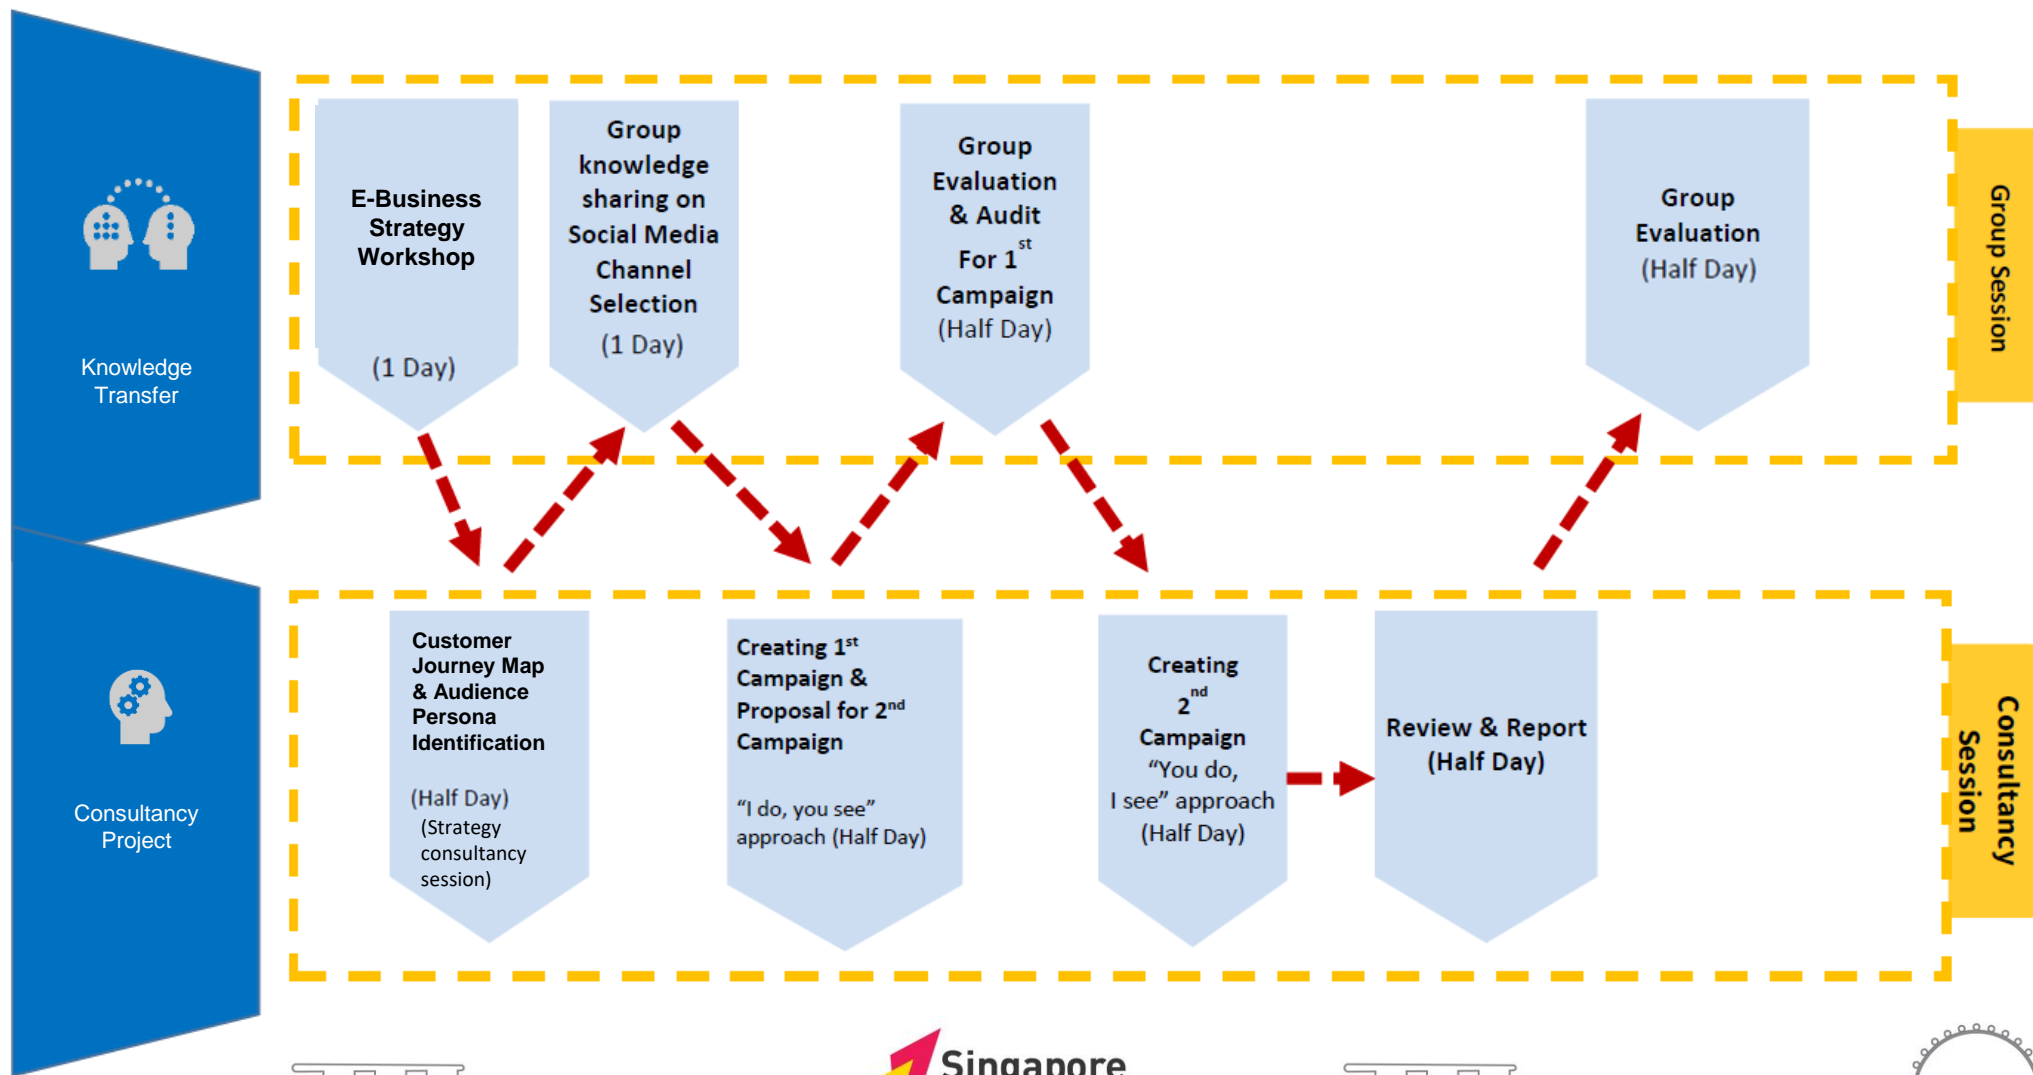 Knowledge
Transfer
E-Business
Strategy
Workshop
(1 Day)
Group
knowledge
sharing on
Social Media
Channel
Selection
(1 Day)
Group
Evaluation
& Audit
For 1st
Campaign
(Half Day)
Group
Evaluation
(Half Day)
Group Session
Consultancy
Project
Customer
Journey Map
& Audience
Persona
Identification
(Half Day)
(Strategy
consultancy
session)
Creating 1st
Campaign &
Proposal for 2nd
Campaign
“I do, you see”
approach (Half Day)
Creating
2nd
Campaign
“You do,
I see” approach
(Half Day)
Review & Report
(Half Day)
Consultancy
Session
Singapore